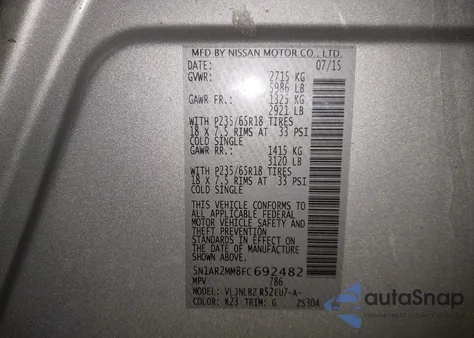 MFD BY NISSAN MOTOR CO., LTD.
DATE: 07/15
GVWR: 2715 KG
5986 LB
GAWR FR.: 1325 KG
2921 LB
WITH P235/65R18 TIRES
18 X 7.5 RIMS AT 33 PSI
COLD SINGLE
GAWR RR.: 1415 KG
3120 LB
WITH P235/65R18 TIRES
18 X 7.5 RIMS AT 33 PSI
COLD SINGLE
THIS VEHICLE CONFORMS TO
ALL APPLICABLE FEDERAL
MOTOR VEHICLE SAFETY AND
THEFT PREVENTION
STANDARDS IN EFFECT ON
THE DATE OF MANUFACTURE
SHOWN ABOVE.
5N1AR2MM8FC692482
MPV 786
MODEL: VLJNLBZ R52EU7-A-
COLOR: K23 TRIM: G 2530A
autoSnap
Powered by AutoBidMaster